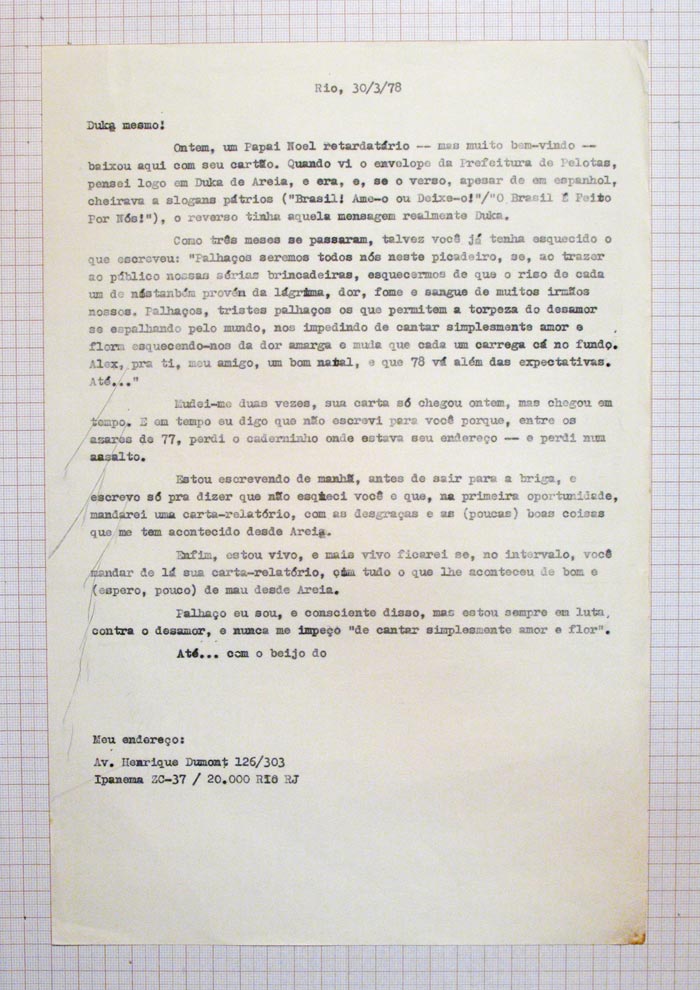 Rio, 30/3/78
Duka mesmo!
Ontem, um Papai Noel retardatário -- mas muito bem-vindo --
baixou aqui com seu cartão. Quando vi o envelope da Prefeitura de Pelotas,
pensei logo em Duka de Areia, e era, e, se o verso, apesar de em espanhol,
cheirava a slogans pátrios ("Brasil! Ame-o ou Deixe-o!"/"O Brasil É Feito
Por Nós!"), o reverso tinha aquela mensagem realmente Duka.
Como três meses se passaram, talvez você já tenha esquecido o
que escreveu: "Palhaços seremos todos nós neste picadeiro, se, ao trazer
ao público nossas sérias brincadeiras, esquecermos de que o riso de cada
um de nós também provém da lágrima, dor, fome e sangue de muitos irmãos
nossos. Palhaços, tristes palhaços os que permitem a torpeza do desamor
se espalhando pelo mundo, nos impedindo de cantar simplesmente amor e
florm esquecendo-nos da dor amarga e muda que cada um carrega cá no fundo.
Alex, pra ti, meu amigo, um bom natal, e que 78 vá além das expectativas.
Até..."
Mudei-me duas vezes, sua carta só chegou ontem, mas chegou em
tempo. E em tempo eu digo que não escrevi para você porque, entre os
azares de 77, perdi o caderninho onde estava seu endereço -- e perdi num
assalto.
Estou escrevendo de manhã, antes de sair para a briga, e
escrevo só pra dizer que não esqueci você e que, na primeira oportunidade,
mandarei uma carta-relatório, com as desgraças e as (poucas) boas coisas
que me tem acontecido desde Areia.
Enfim, estou vivo, e mais vivo ficarei se, no intervalo, você
mandar de lá sua carta-relatório, com tudo o que lhe aconteceu de bom e
(espero, pouco) de mau desde Areia.
Palhaço eu sou, e consciente disso, mas estou sempre em luta,
contra o desamor, e nunca me impeço "de cantar simplesmente amor e flor".
Até... com o beijo do
Meu endereço:
Av. Henrique Dumont 126/303
Ipanema ZC-37 / 20.000 RIO RJ